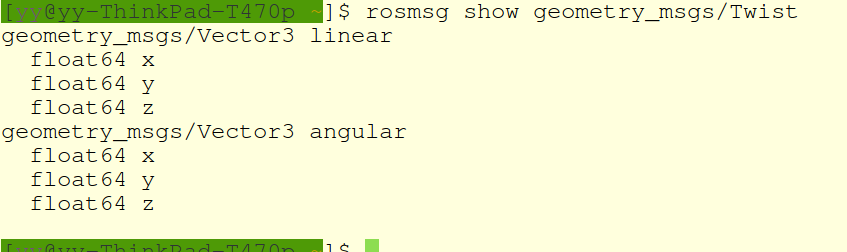 [yy@yy-ThinkPad-T470p ~]$ rosmsg show geometry_msgs/Twist
geometry_msgs/Vector3 linear
  float64 x
  float64 y
  float64 z
geometry_msgs/Vector3 angular
  float64 x
  float64 y
  float64 z
[yy@yy-ThinkPad-T470p ~]$